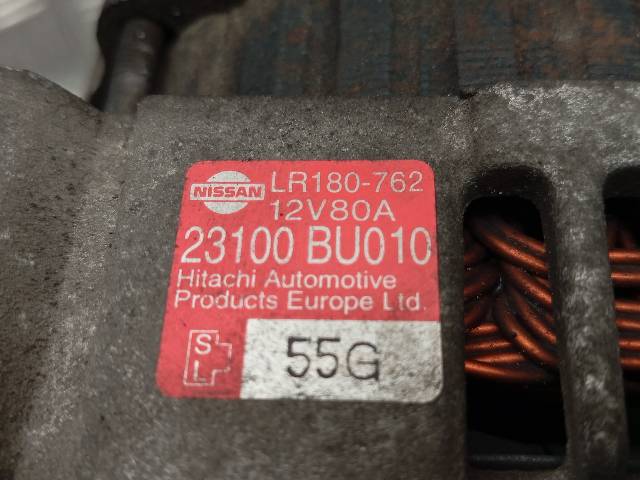 NISSAN LR180-762
12V80A
23100 BU010
Hitachi Automotive
Products Europe Ltd.
S
L
55G